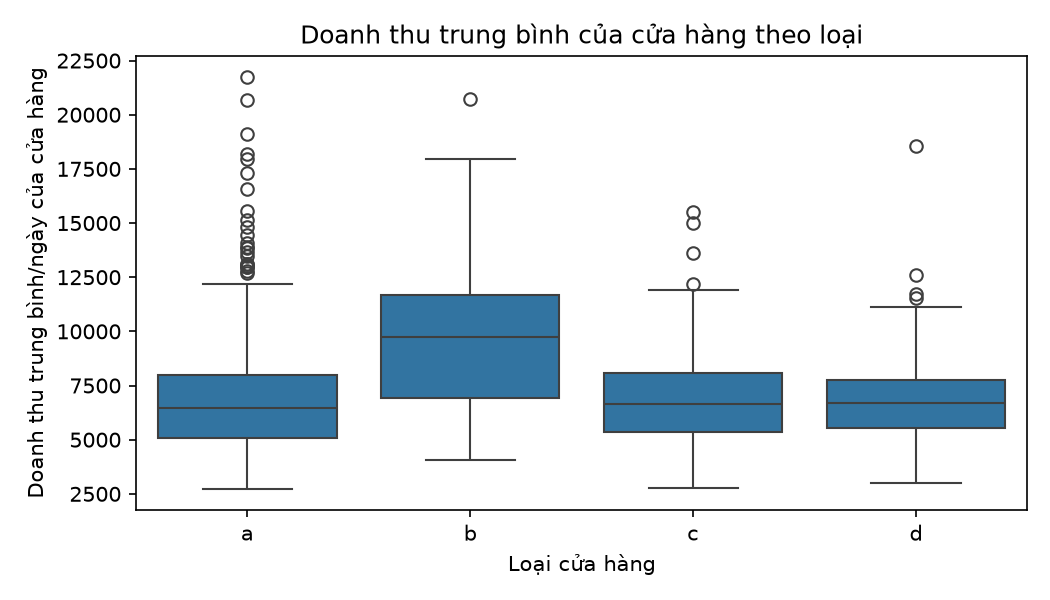 Doanh thu trung bình của cửa hàng theo loại
Doanh thu trung bình/ngày của cửa hàng
22500
20000
17500
15000
12500
10000
7500
5000
2500
a
b
c
d
Loại cửa hàng